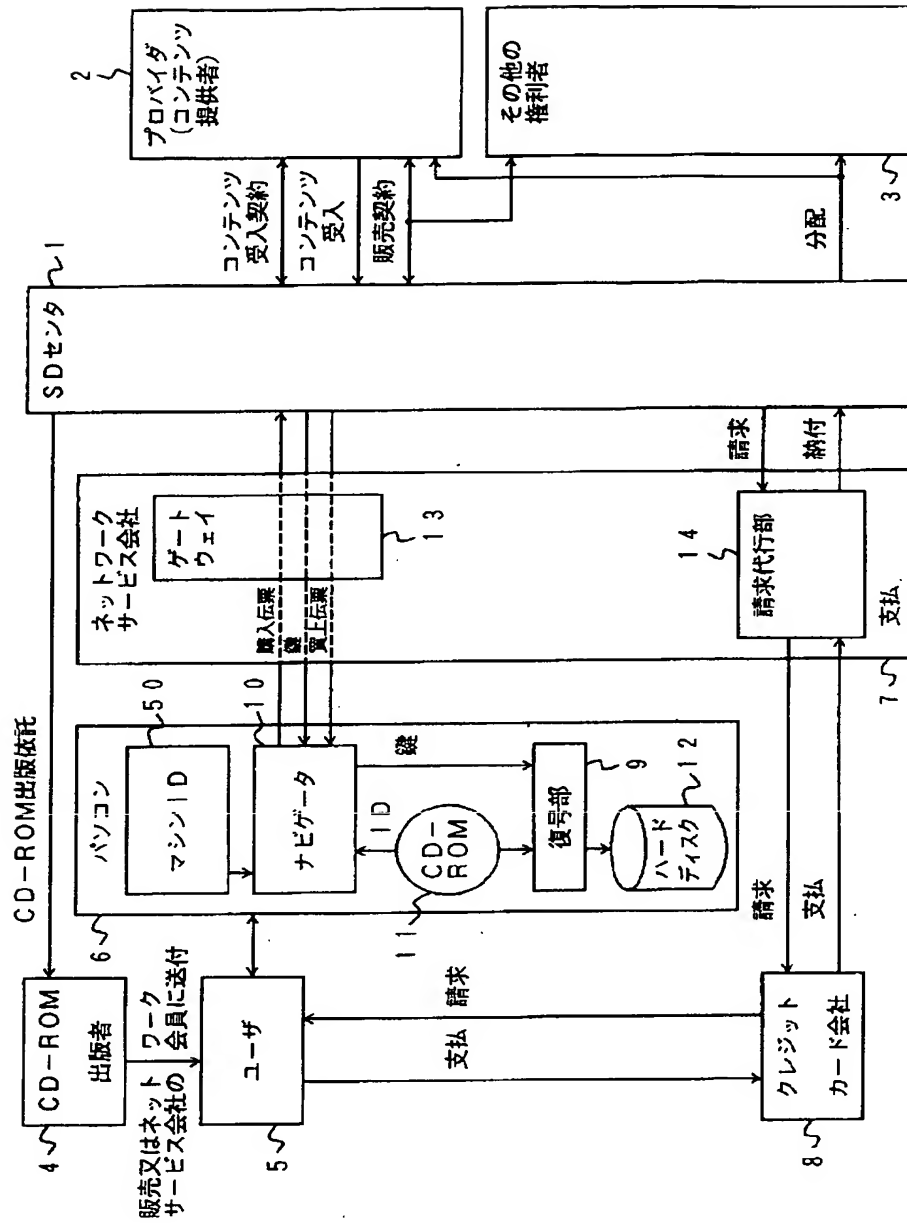 CD-ROM
出版者
4
CD-ROM出版依託
販売又はネットワーク
サービス会社の会員に送付
ユーザ
5
請求
支払
クレジット
カード会社
8
パソコン
6
マシンID
50
ナビゲータ
10
ID
鍵
CD-
ROM
11
復号部
9
ハード
ディスク
12
請求
支払
ネットワーク
サービス会社
ゲート
ウェイ
13
購入伝票
鍵
買上伝票
14
請求代行部
支払
7
請求
納付
SDセンタ
1
コンテンツ
受入契約
コンテンツ
受入
販売契約
分配
2
プロバイダ
(コンテンツ
提供者)
その他の
権利者
3